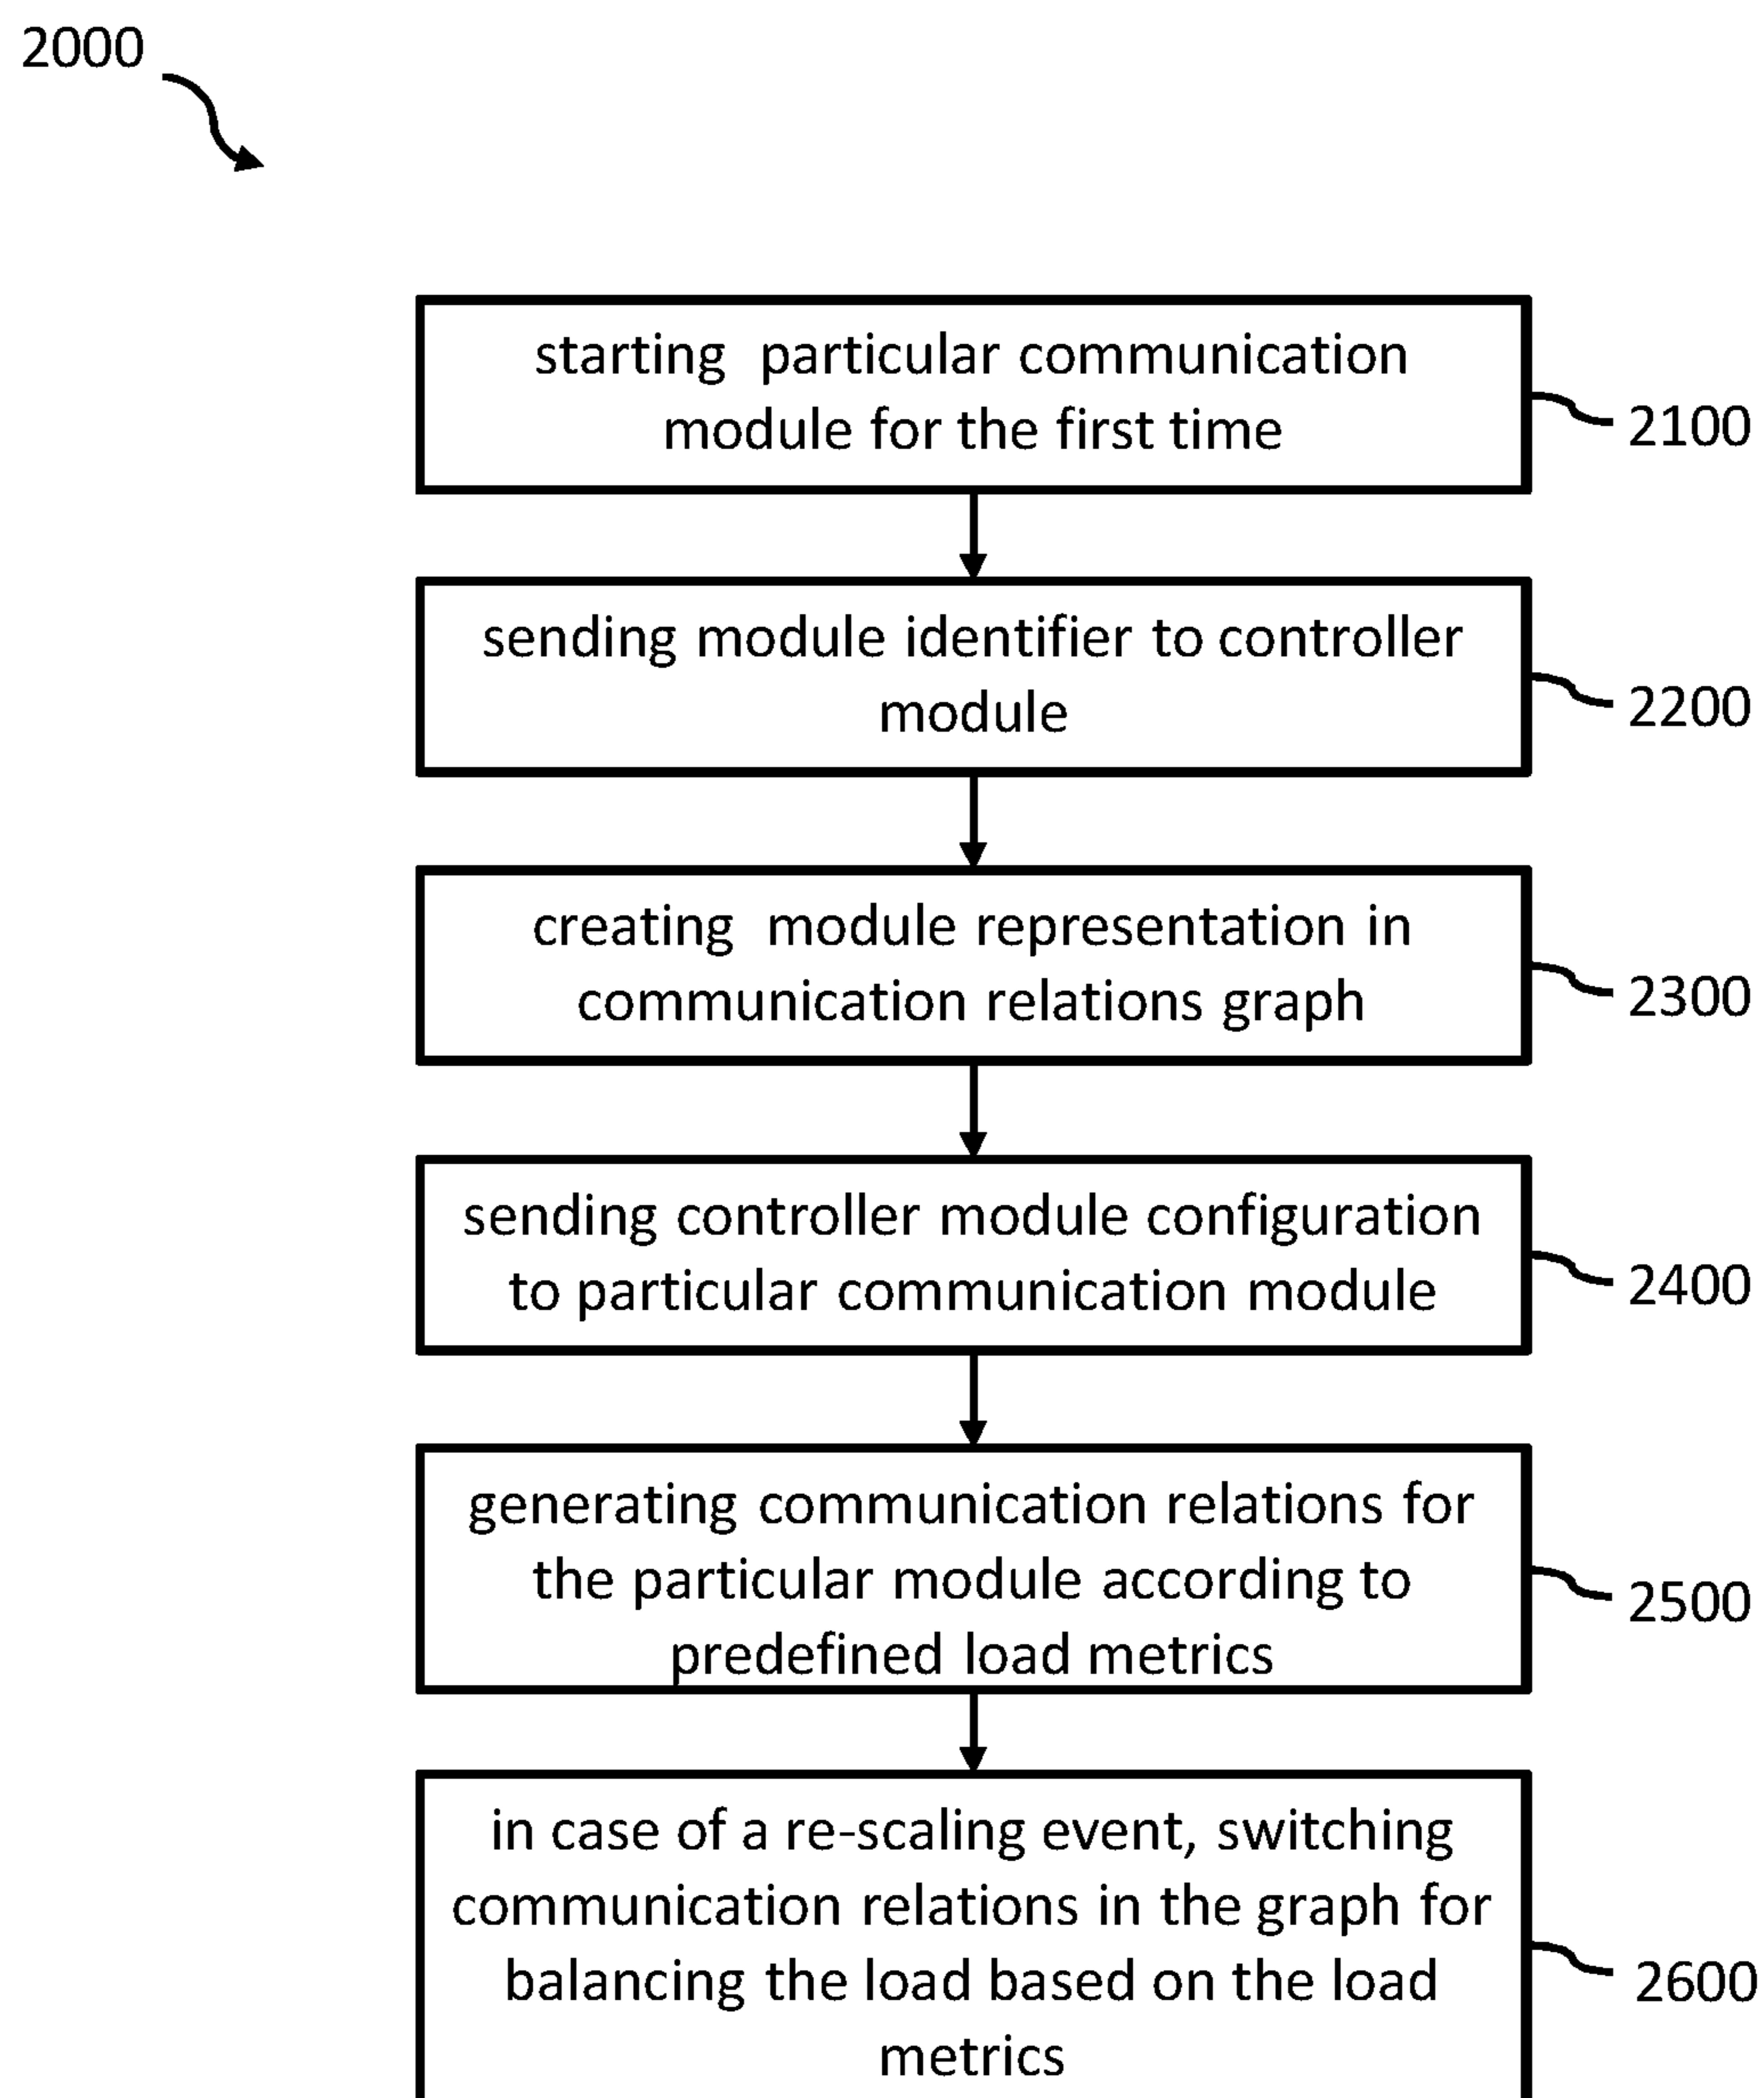 2000
starting particular communication
module for the first time
2100
sending module identifier to controller
module
2200
creating module representation in
communication relations graph
2300
sending controller module configuration
to particular communication module
2400
generating communication relations for
the particular module according to
predefined load metrics
2500
in case of a re-scaling event, switching
communication relations in the graph for
balancing the load based on the load
metrics
2600